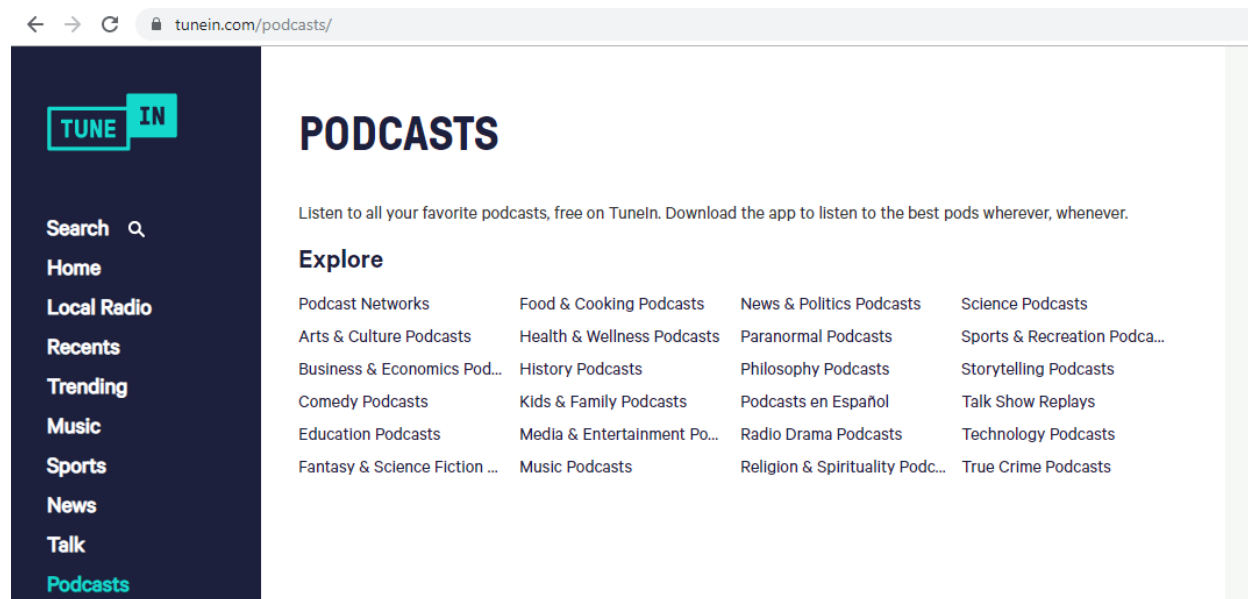 tunein.com/podcasts/
TUNE IN
Search
Home
Local Radio
Recents
Trending
Music
Sports
News
Talk
Podcasts
PODCASTS
Listen to all your favorite podcasts, free on TuneIn. Download the app to listen to the best pods wherever, whenever.
Explore
Podcast Networks
Arts & Culture Podcasts
Business & Economics Pod...
Comedy Podcasts
Education Podcasts
Fantasy & Science Fiction ...
Food & Cooking Podcasts
Health & Wellness Podcasts
History Podcasts
Kids & Family Podcasts
Media & Entertainment Po...
Music Podcasts
News & Politics Podcasts
Paranormal Podcasts
Philosophy Podcasts
Podcasts en Español
Radio Drama Podcasts
Religion & Spirituality Podc...
Science Podcasts
Sports & Recreation Podca...
Storytelling Podcasts
Talk Show Replays
Technology Podcasts
True Crime Podcasts